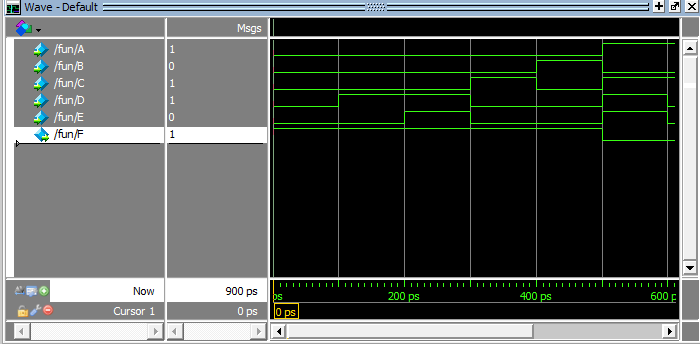 Wave - Default
Msgs
/fun/A 1
/fun/B 0
/fun/C 1
/fun/D 1
/fun/E 0
/fun/F 1
Now 900 ps
ps 200 ps 400 ps 600 ps
Cursor 1 0 ps
0 ps